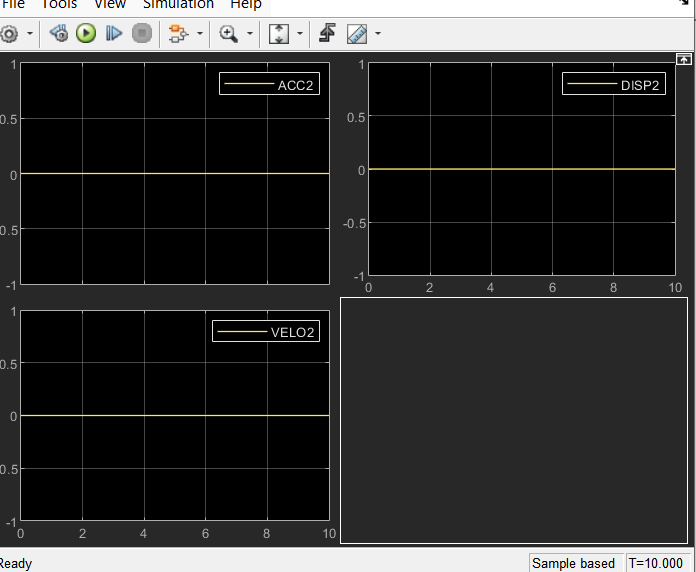 File Tools View Simulation Help
1
0.5
0
0.5
-1
ACC2
1
0.5
0
-0.5
-1
0 2 4 6 8 10
DISP2
1
0.5
0
0.5
-1
0 2 4 6 8 10
VELO2
Ready
Sample based T=10.000